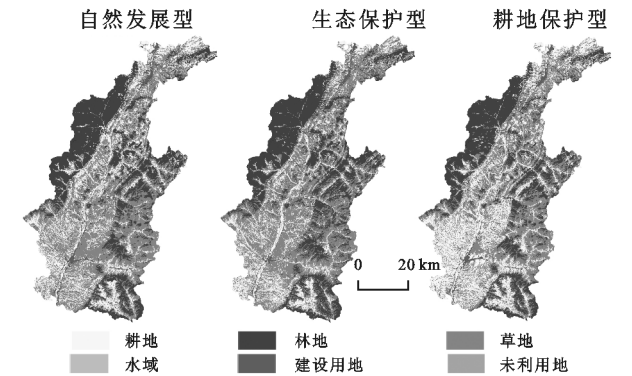 自然发展型 生态保护型 耕地保护型
0 20 km
耕地 林地 草地
水域 建设用地 未利用地